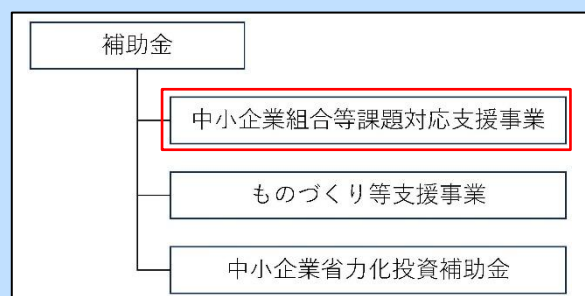 補助金
中小企業組合等課題対応支援事業
ものづくり等支援事業
中小企業省力化投資補助金